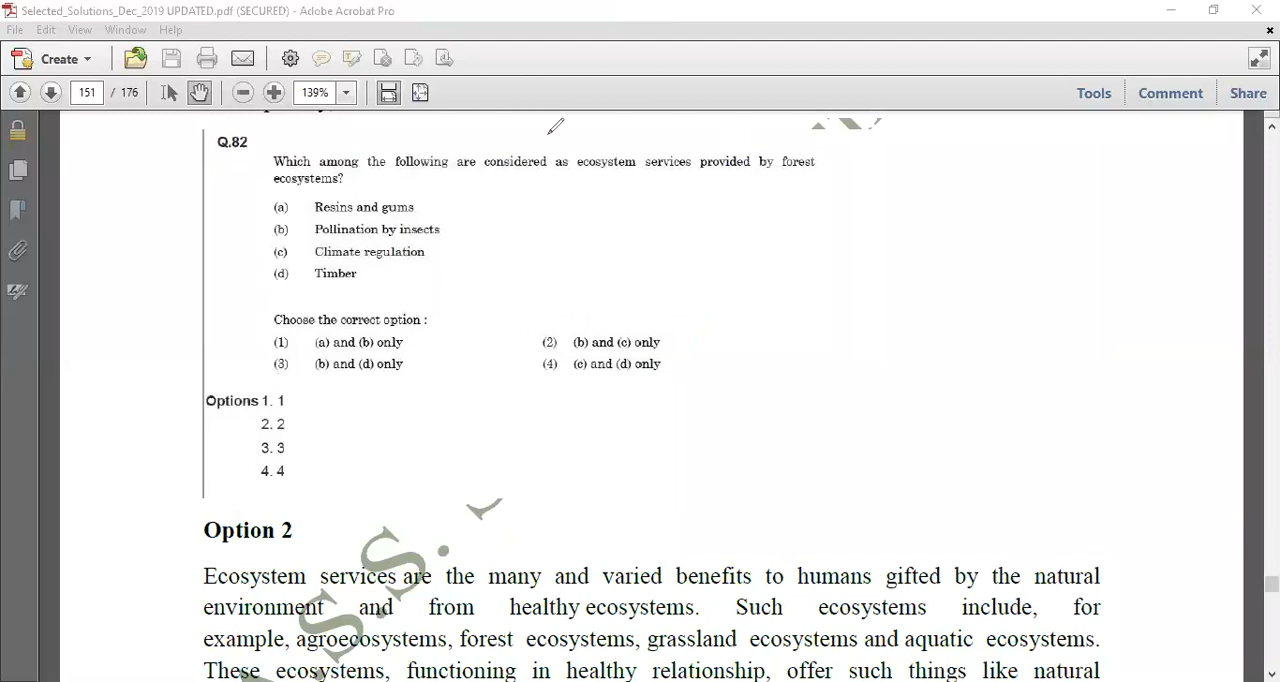 Selected_Solutions_Dec_2019 UPDATED.pdf (SECURED) - Adobe Acrobat Pro
File Edit View Window Help
Create
151 / 176 139% Tools Comment Share
Q.82
Which among the following are considered as ecosystem services provided by forest
ecosystems?
(a) Resins and gums
(b) Pollination by insects
(c) Climate regulation
(d) Timber
Choose the correct option :
(1) (a) and (b) only (2) (b) and (c) only
(3) (b) and (d) only (4) (c) and (d) only
Options 1. 1
2. 2
3. 3
4. 4
Option 2
Ecosystem services are the many and varied benefits to humans gifted by the natural
environment and from healthy ecosystems. Such ecosystems include, for
example, agroecosystems, forest ecosystems, grassland ecosystems and aquatic ecosystems.
These ecosystems, functioning in healthy relationship, offer such things like natural